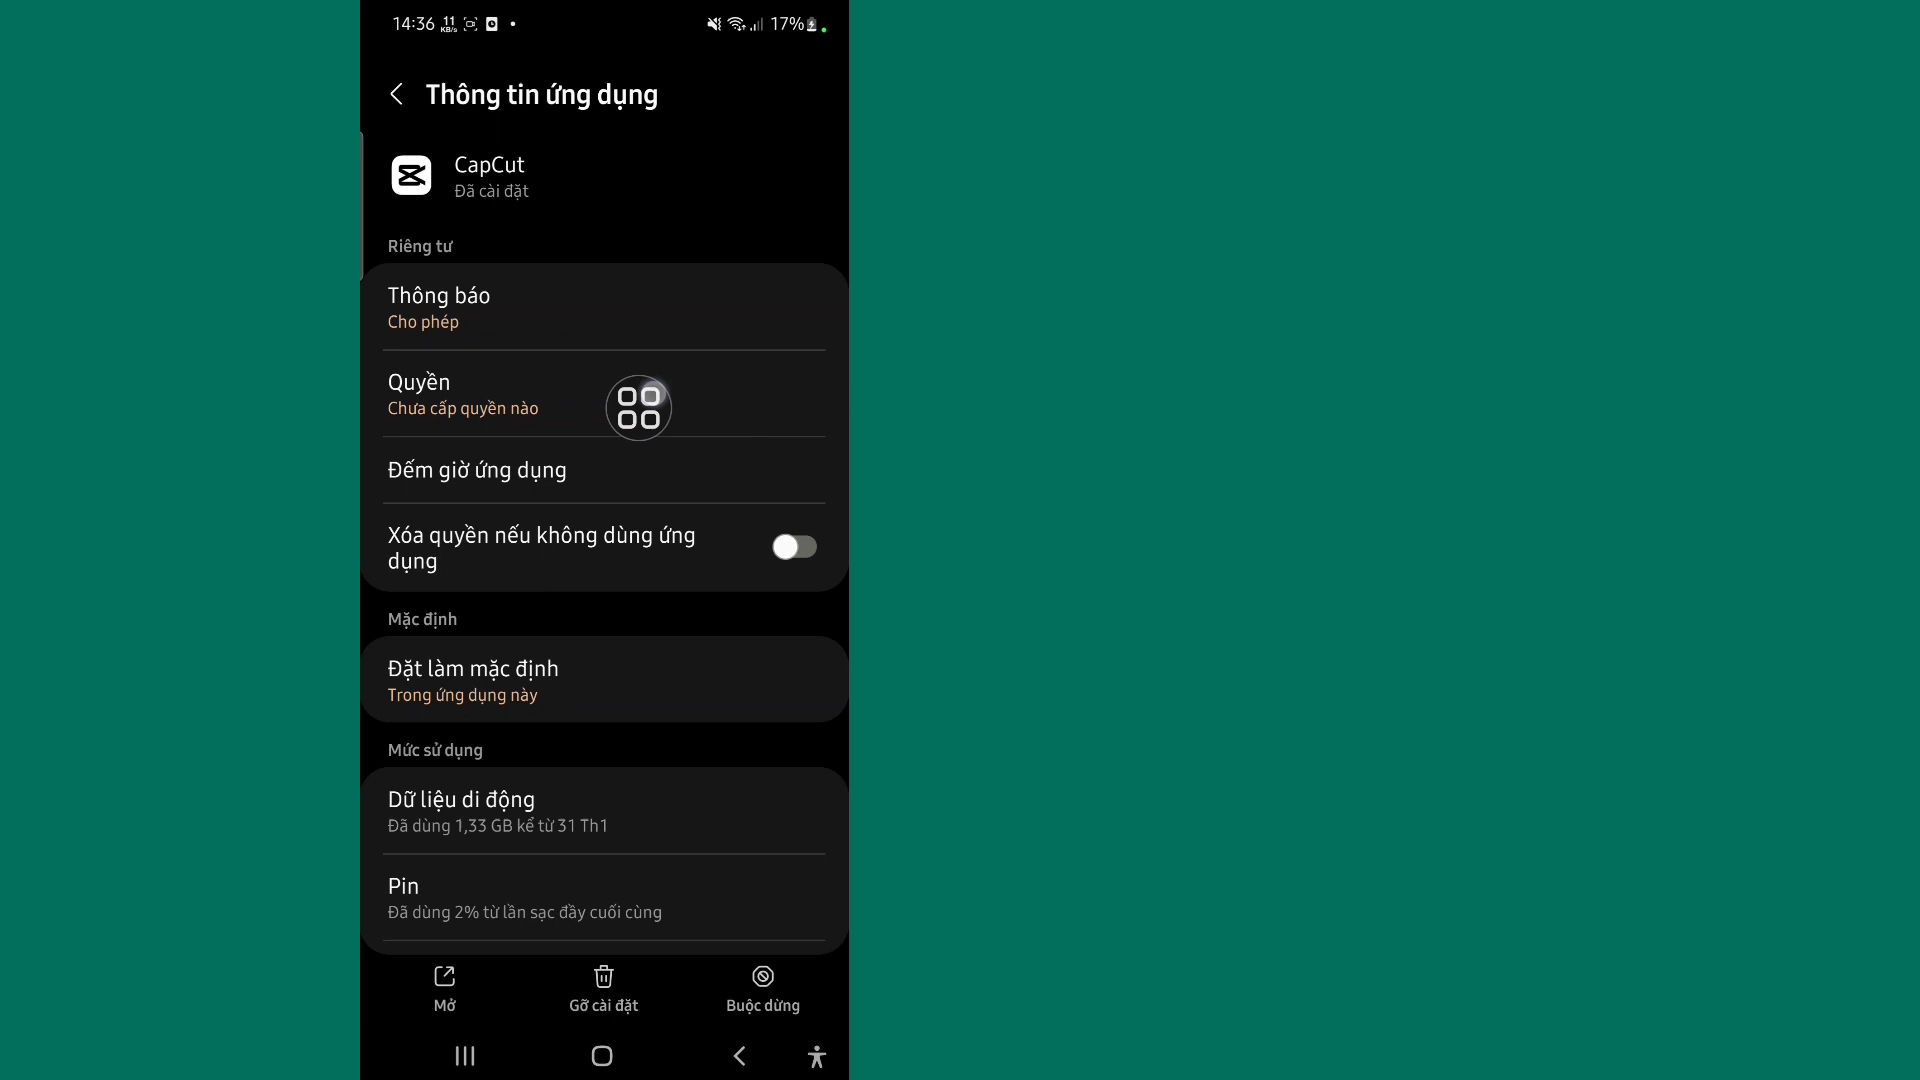 14:36 11 KB/s 17%
Thông tin ứng dụng
CapCut
Đã cài đặt
Riêng tư
Thông báo
Cho phép
Quyền
Chưa cấp quyền nào
Đếm giờ ứng dụng
Xóa quyền nếu không dùng ứng
dụng
Mặc định
Đặt làm mặc định
Trong ứng dụng này
Mức sử dụng
Dữ liệu di động
Đã dùng 1,33 GB kể từ 31 Th1
Pin
Đã dùng 2% từ lần sạc đầy cuối cùng
Mở
Gỡ cài đặt
Buộc dừng